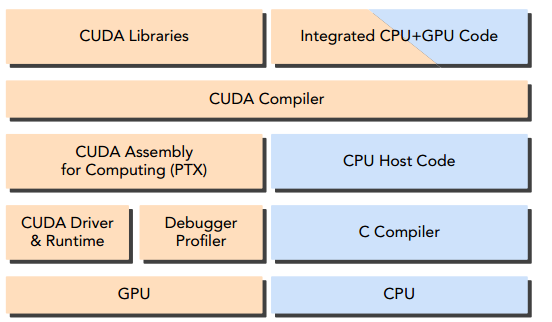 CUDA Libraries
Integrated CPU+GPU Code
CUDA Compiler
CUDA Assembly
for Computing (PTX)
CPU Host Code
CUDA Driver
& Runtime
Debugger
Profiler
C Compiler
GPU
CPU